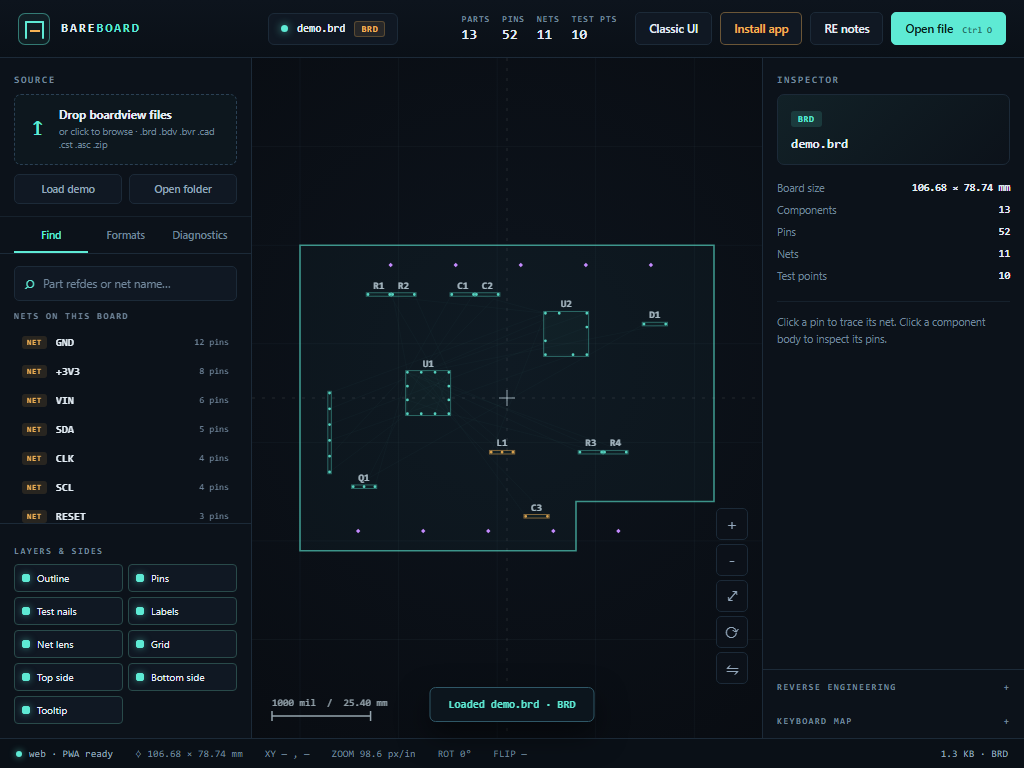 BAREBOARD
demo.brd BRD
PARTS PINS NETS TEST PTS
13 52 11 10
Classic UI
Install app
RE notes
Open file Ctrl O
SOURCE
Drop boardview files
or click to browse · .brd .bdv .bvr .cad
.cst .asc .zip
Load demo
Open folder
Find
Formats
Diagnostics
Part refdes or net name...
NETS ON THIS BOARD
NET GND 12 pins
NET +3V3 8 pins
NET VIN 6 pins
NET SDA 5 pins
NET CLK 4 pins
NET SCL 4 pins
NET RESET 3 pins
LAYERS & SIDES
Outline
Pins
Test nails
Labels
Net lens
Grid
Top side
Bottom side
Tooltip
R1 R2 C1 C2
U2
D1
U1
L1
R3 R4
Q1
C3
+
-
1000 mil / 25.40 mm
Loaded demo.brd · BRD
INSPECTOR
BRD
demo.brd
Board size 106.68 × 78.74 mm
Components 13
Pins 52
Nets 11
Test points 10
Click a pin to trace its net. Click a component
body to inspect its pins.
REVERSE ENGINEERING +
KEYBOARD MAP +
web · PWA ready
◊ 106.68 × 78.74 mm
XY — , —
ZOOM 98.6 px/in
ROT 0°
FLIP —
1.3 KB · BRD